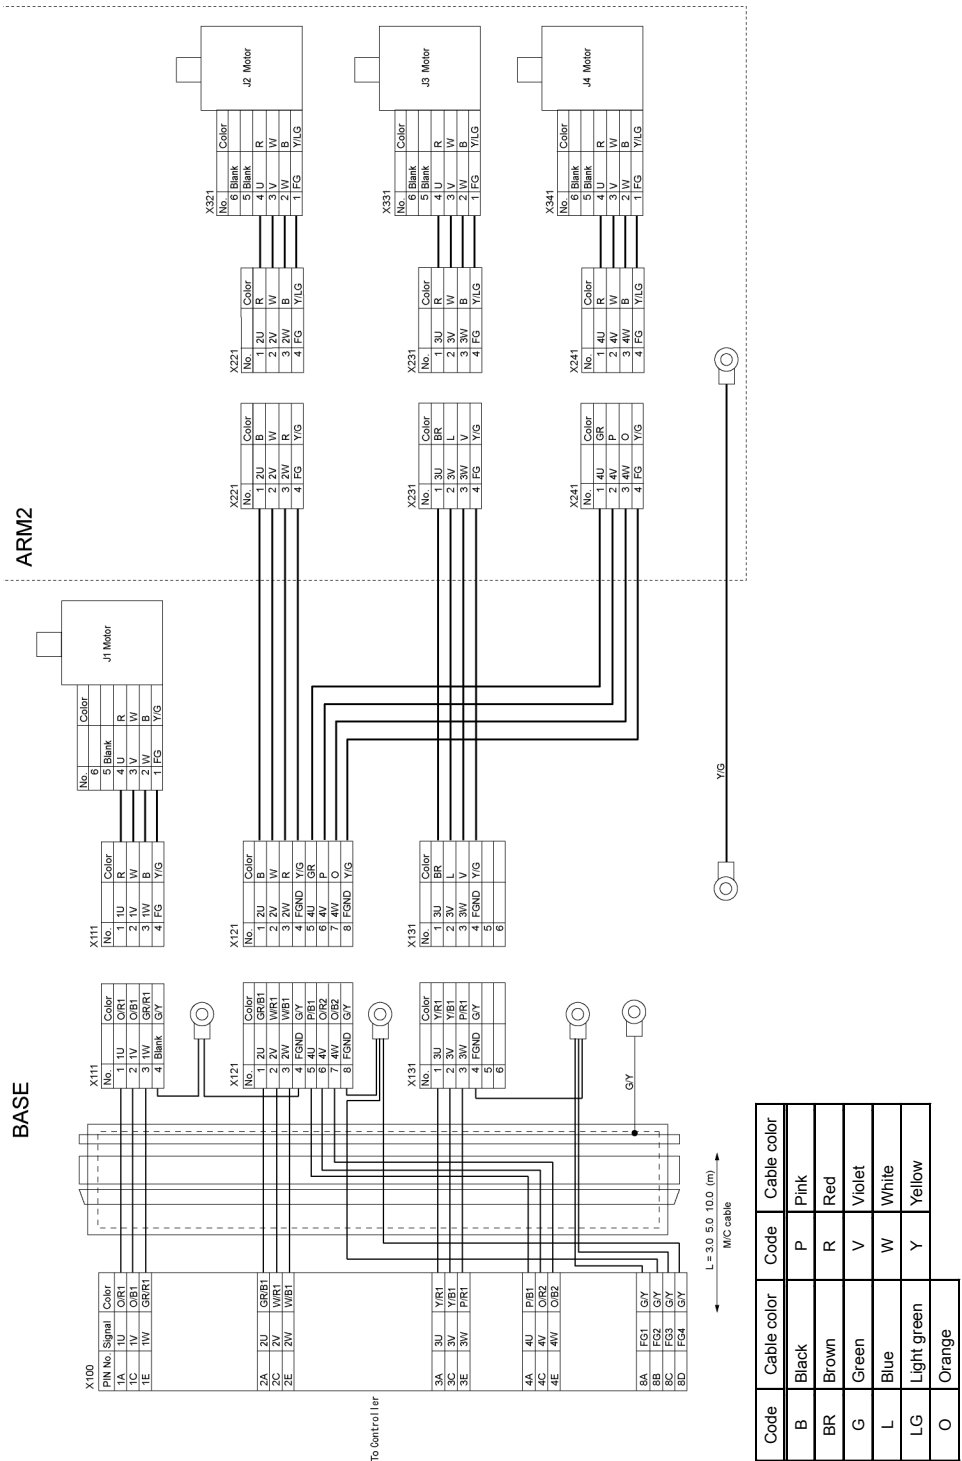 BASE
ARM2
X100
PIN No. Signal Color
1A 1U O/R1
1C 1V O/B1
1E 1W GR/R1
2A 2U GR/B1
2C 2V W/R1
2E 2W W/B1
3A 3U Y/R1
3C 3V Y/B1
3E 3W P/R1
4A 4U P/B1
4C 4V O/R2
4E 4W O/B2
8A FG1 G/Y
8B FG2 G/Y
8C FG3 G/Y
8D FG4 G/Y
To Controller
L = 3.0 5.0 10.0 (m)
M/C cable
X111
No. Color
1 1U O/R1
2 1V O/B1
3 1W GR/R1
4 Blank G/Y
X121
No. Color
1 2U GR/B1
2 2V W/R1
3 2W W/B1
4 FGND G/Y
5 4U P/B1
6 4V O/R2
7 4W O/B2
8 FGND G/Y
X131
No. Color
1 3U Y/R1
2 3V Y/B1
3 3W P/R1
4 FGND G/Y
5
6
G/Y
X111
No. Color
1 1U R
2 1V W
3 1W B
4 FG Y/G
X121
No. Color
1 2U B
2 2V W
3 2W R
4 FGND Y/G
5 4U GR
6 4V P
7 4W O
8 FGND Y/G
X131
No. Color
1 3U BR
2 3V L
3 3W V
4 FGND Y/G
5
6
Y/G
No. Color
6
5 Blank
4 U R
3 V W
2 W B
1 FG Y/G
J1 Motor
X221
No. Color
1 2U B
2 2V W
3 2W R
4 FG Y/G
X231
No. Color
1 3U BR
2 3V L
3 3W V
4 FG Y/G
X241
No. Color
1 4U GR
2 4V P
3 4W O
4 FG Y/G
X221
No. Color
1 2U R
2 2V W
3 2W B
4 FG Y/LG
X231
No. Color
1 3U R
2 3V W
3 3W B
4 FG Y/LG
X241
No. Color
1 4U R
2 4V W
3 4W B
4 FG Y/LG
X321
No. Color
6 Blank
5 Blank
4 U R
3 V W
2 W B
1 FG Y/LG
J2 Motor
X331
No. Color
6 Blank
5 Blank
4 U R
3 V W
2 W B
1 FG Y/LG
J3 Motor
X341
No. Color
6 Blank
5 Blank
4 U R
3 V W
2 W B
1 FG Y/LG
J4 Motor
Code Cable color Code Cable color
B Black P Pink
BR Brown R Red
G Green V Violet
L Blue W White
LG Light green Y Yellow
O Orange